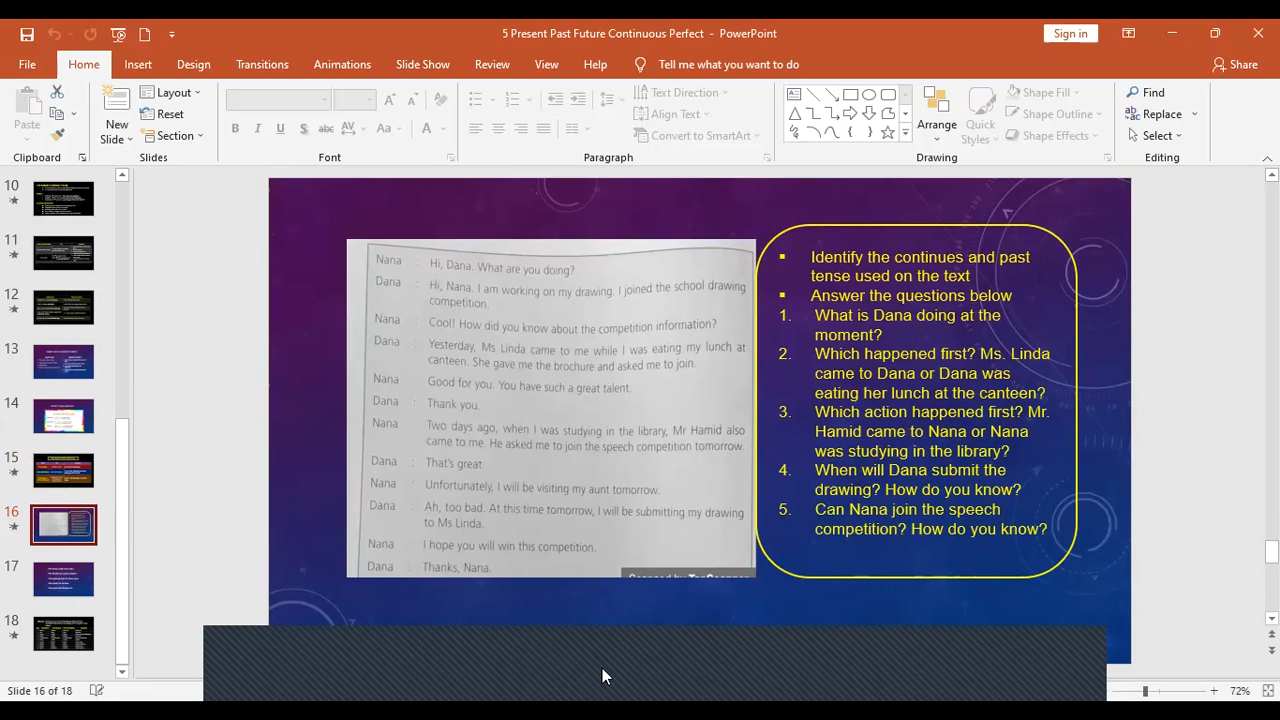 5 Present Past Future Continuous Perfect - PowerPoint
Sign in
File Home Insert Design Transitions Animations Slide Show Review View Help Tell me what you want to do Share
Paste
Clipboard
New
Slide
Layout
Reset
Section
Slides
Font
Text Direction
Align Text
Convert to SmartArt
Paragraph
Arrange
Quick
Styles
Shape Fill
Shape Outline
Shape Effects
Drawing
Find
Replace
Select
Editing
10
11
12
13
14
15
16
17
18
Nana Hi, Dana. What are you doing?
Dana : Hi, Nana. I am working on my drawing. I joined the school drawing
competition.
Nana : Cool! How did you know about the competition information?
Dana : Yesterday, Ms Linda came to me while I was eating my lunch at
canteen. She gave me the brochure and asked me to join.
Nana : Good for you. You have such a great talent.
Dana : Thank you.
Nana : Two days ago, when I was studying in the library, Mr Hamid also
came to me. He asked me to join the speech competition tomorrow.
Dana : That's great
Nana : Unfortunately, I will be visiting my aunt tomorrow.
Dana : Ah, too bad. At this time tomorrow, I will be submitting my drawing
to Ms Linda.
Nana : I hope you will win this competition.
Dana : Thanks, Nana.
▪ Identify the continues and past
tense used on the text
▪ Answer the questions below
1. What is Dana doing at the
moment?
2. Which happened first? Ms. Linda
came to Dana or Dana was
eating her lunch at the canteen?
3. Which action happened first? Mr.
Hamid came to Nana or Nana
was studying in the library?
4. When will Dana submit the
drawing? How do you know?
5. Can Nana join the speech
competition? How do you know?
Slide 16 of 18
72%